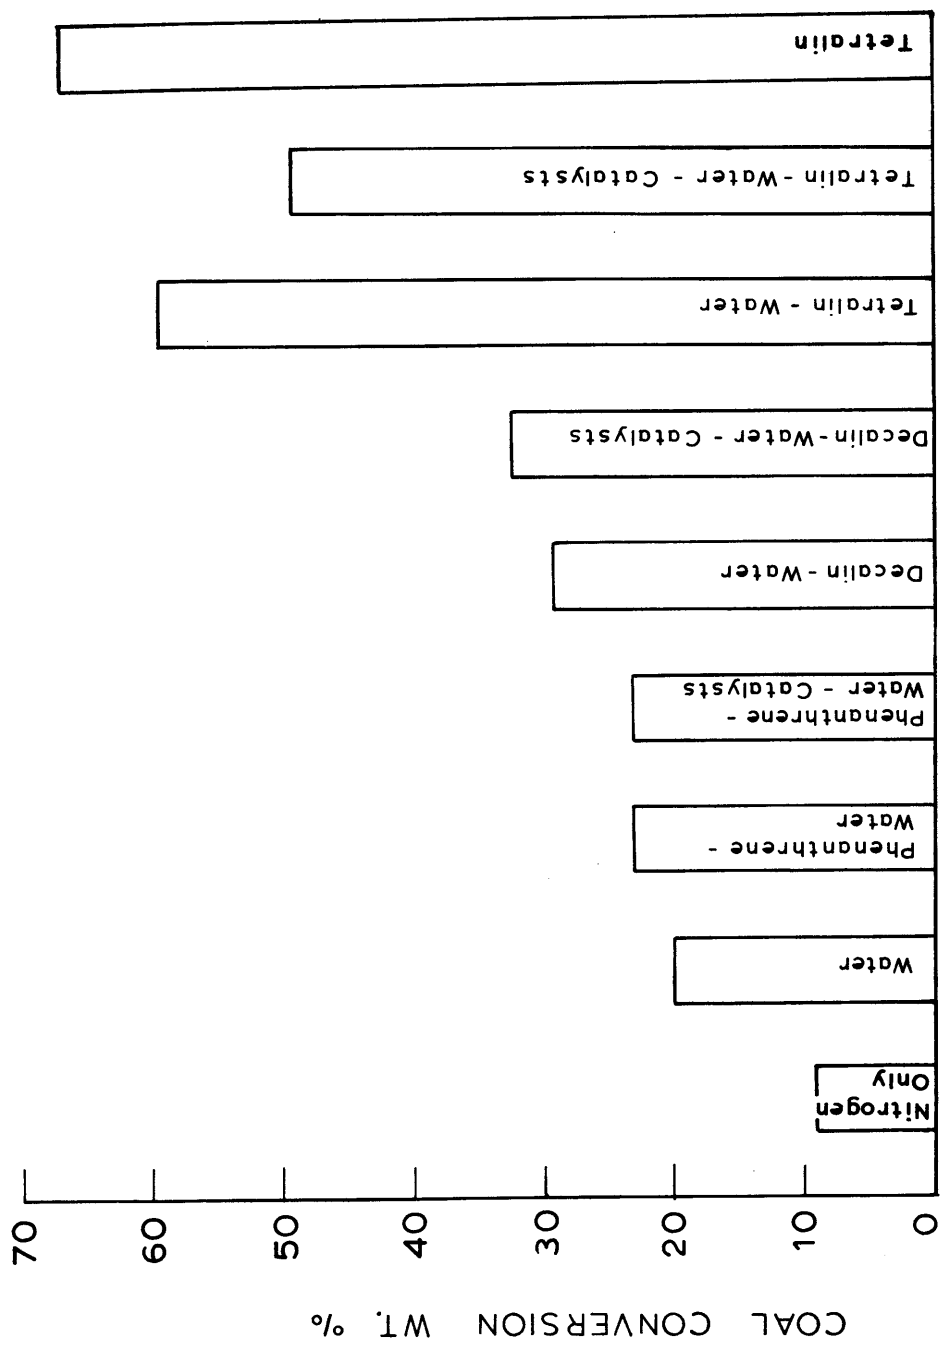 COAL CONVERSION WT. %
0 10 20 30 40 50 60 70
Nitrogen
Only
Water
Phenanthrene -
Water
Phenanthrene -
Water - Catalysts
Decalin - Water
Decalin-Water - Catalysts
Tetralin - Water
Tetralin - Water - Catalysts
Tetralin